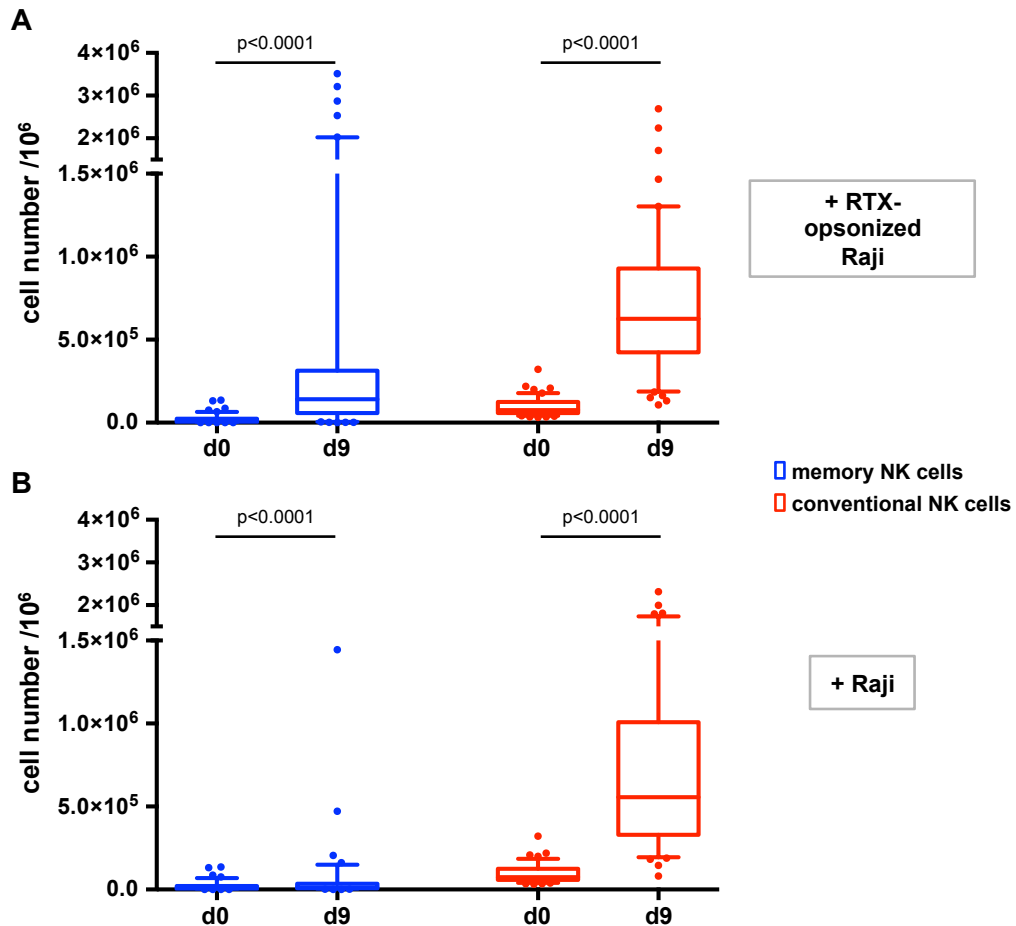 A
p<0.0001
p<0.0001
4×10⁶
3×10⁶
2×10⁶
1.5×10⁶
1.0×10⁶
5.0×10⁵
0.0
cell number /10⁶
d0
d9
d0
d9
+ RTX-
opsonized
Raji
memory NK cells
conventional NK cells
B
p<0.0001
p<0.0001
4×10⁶
3×10⁶
2×10⁶
1.5×10⁶
1.0×10⁶
5.0×10⁵
0.0
cell number /10⁶
d0
d9
d0
d9
+ Raji